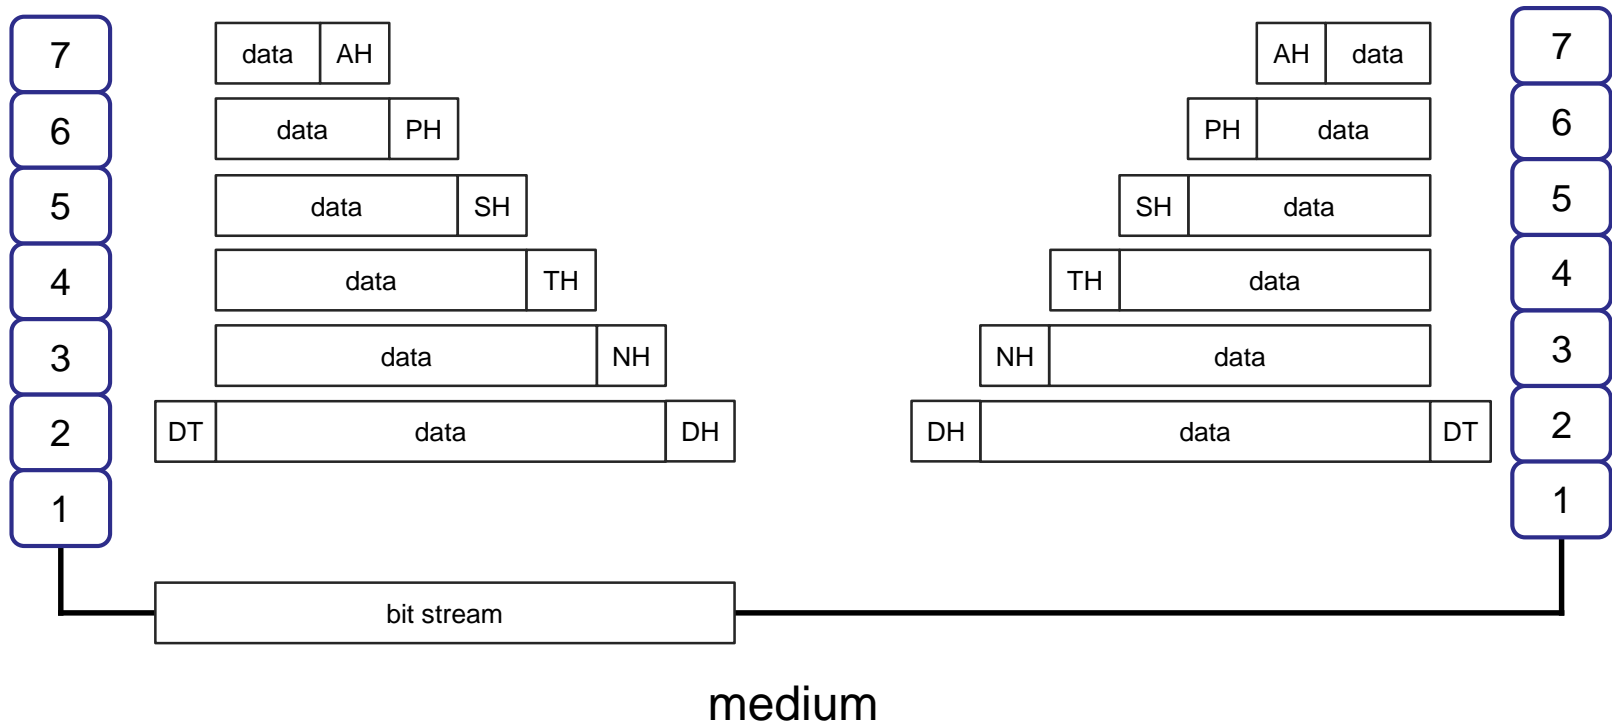 7 data AH AH data 7
6 data PH PH data 6
5 data SH SH data 5
4 data TH TH data 4
3 data NH NH data 3
2 DT data DH DH data DT 2
1 1
bit stream
medium